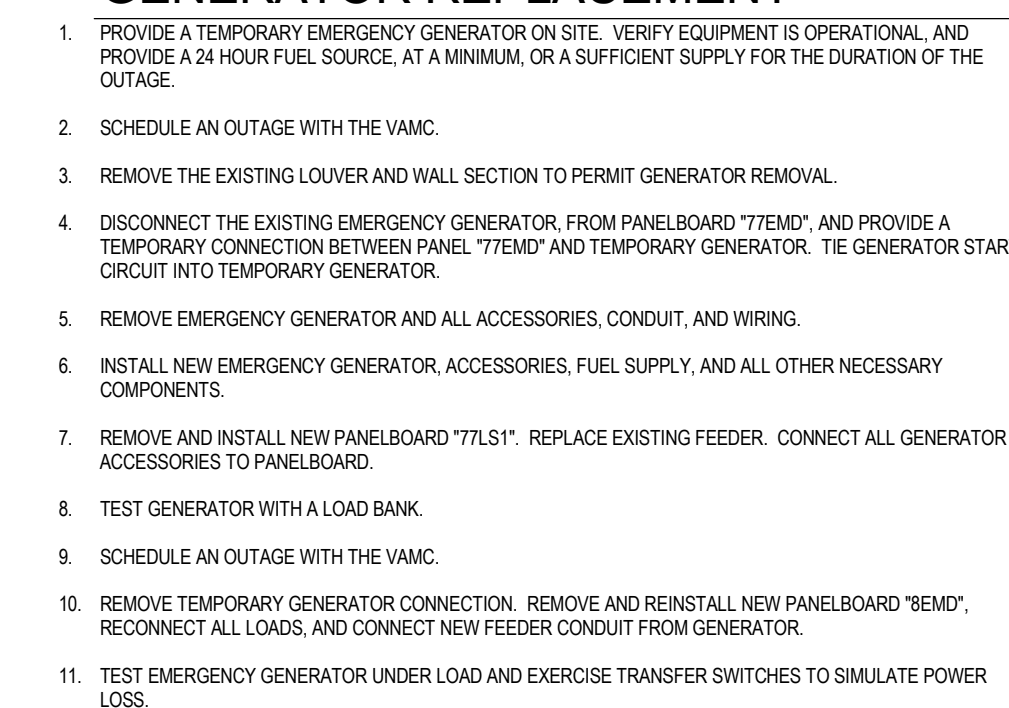 GENERATOR REPLACEMENT
1. PROVIDE A TEMPORARY EMERGENCY GENERATOR ON SITE. VERIFY EQUIPMENT IS OPERATIONAL, AND
PROVIDE A 24 HOUR FUEL SOURCE, AT A MINIMUM, OR A SUFFICIENT SUPPLY FOR THE DURATION OF THE
OUTAGE.
2. SCHEDULE AN OUTAGE WITH THE VAMC.
3. REMOVE THE EXISTING LOUVER AND WALL SECTION TO PERMIT GENERATOR REMOVAL.
4. DISCONNECT THE EXISTING EMERGENCY GENERATOR, FROM PANELBOARD "77EMD", AND PROVIDE A
TEMPORARY CONNECTION BETWEEN PANEL "77EMD" AND TEMPORARY GENERATOR. TIE GENERATOR STAR
CIRCUIT INTO TEMPORARY GENERATOR.
5. REMOVE EMERGENCY GENERATOR AND ALL ACCESSORIES, CONDUIT, AND WIRING.
6. INSTALL NEW EMERGENCY GENERATOR, ACCESSORIES, FUEL SUPPLY, AND ALL OTHER NECESSARY
COMPONENTS.
7. REMOVE AND INSTALL NEW PANELBOARD "77LS1". REPLACE EXISTING FEEDER. CONNECT ALL GENERATOR
ACCESSORIES TO PANELBOARD.
8. TEST GENERATOR WITH A LOAD BANK.
9. SCHEDULE AN OUTAGE WITH THE VAMC.
10. REMOVE TEMPORARY GENERATOR CONNECTION. REMOVE AND REINSTALL NEW PANELBOARD "8EMD",
RECONNECT ALL LOADS, AND CONNECT NEW FEEDER CONDUIT FROM GENERATOR.
11. TEST EMERGENCY GENERATOR UNDER LOAD AND EXERCISE TRANSFER SWITCHES TO SIMULATE POWER
LOSS.